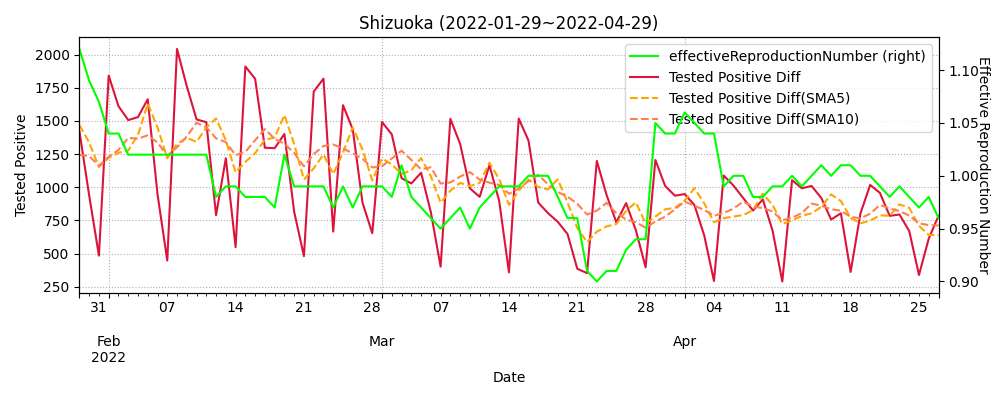 Shizuoka (2022-01-29~2022-04-29)
effectiveReproductionNumber (right)
Tested Positive Diff
Tested Positive Diff(SMA5)
Tested Positive Diff(SMA10)
Tested Positive
2000
1750
1500
1250
1000
750
500
250
Effective Reproduction Number
1.10
1.05
1.00
0.95
0.90
31 07 14 21 28 07 14 21 28 04 11 18 25
Feb Mar Apr
2022
Date